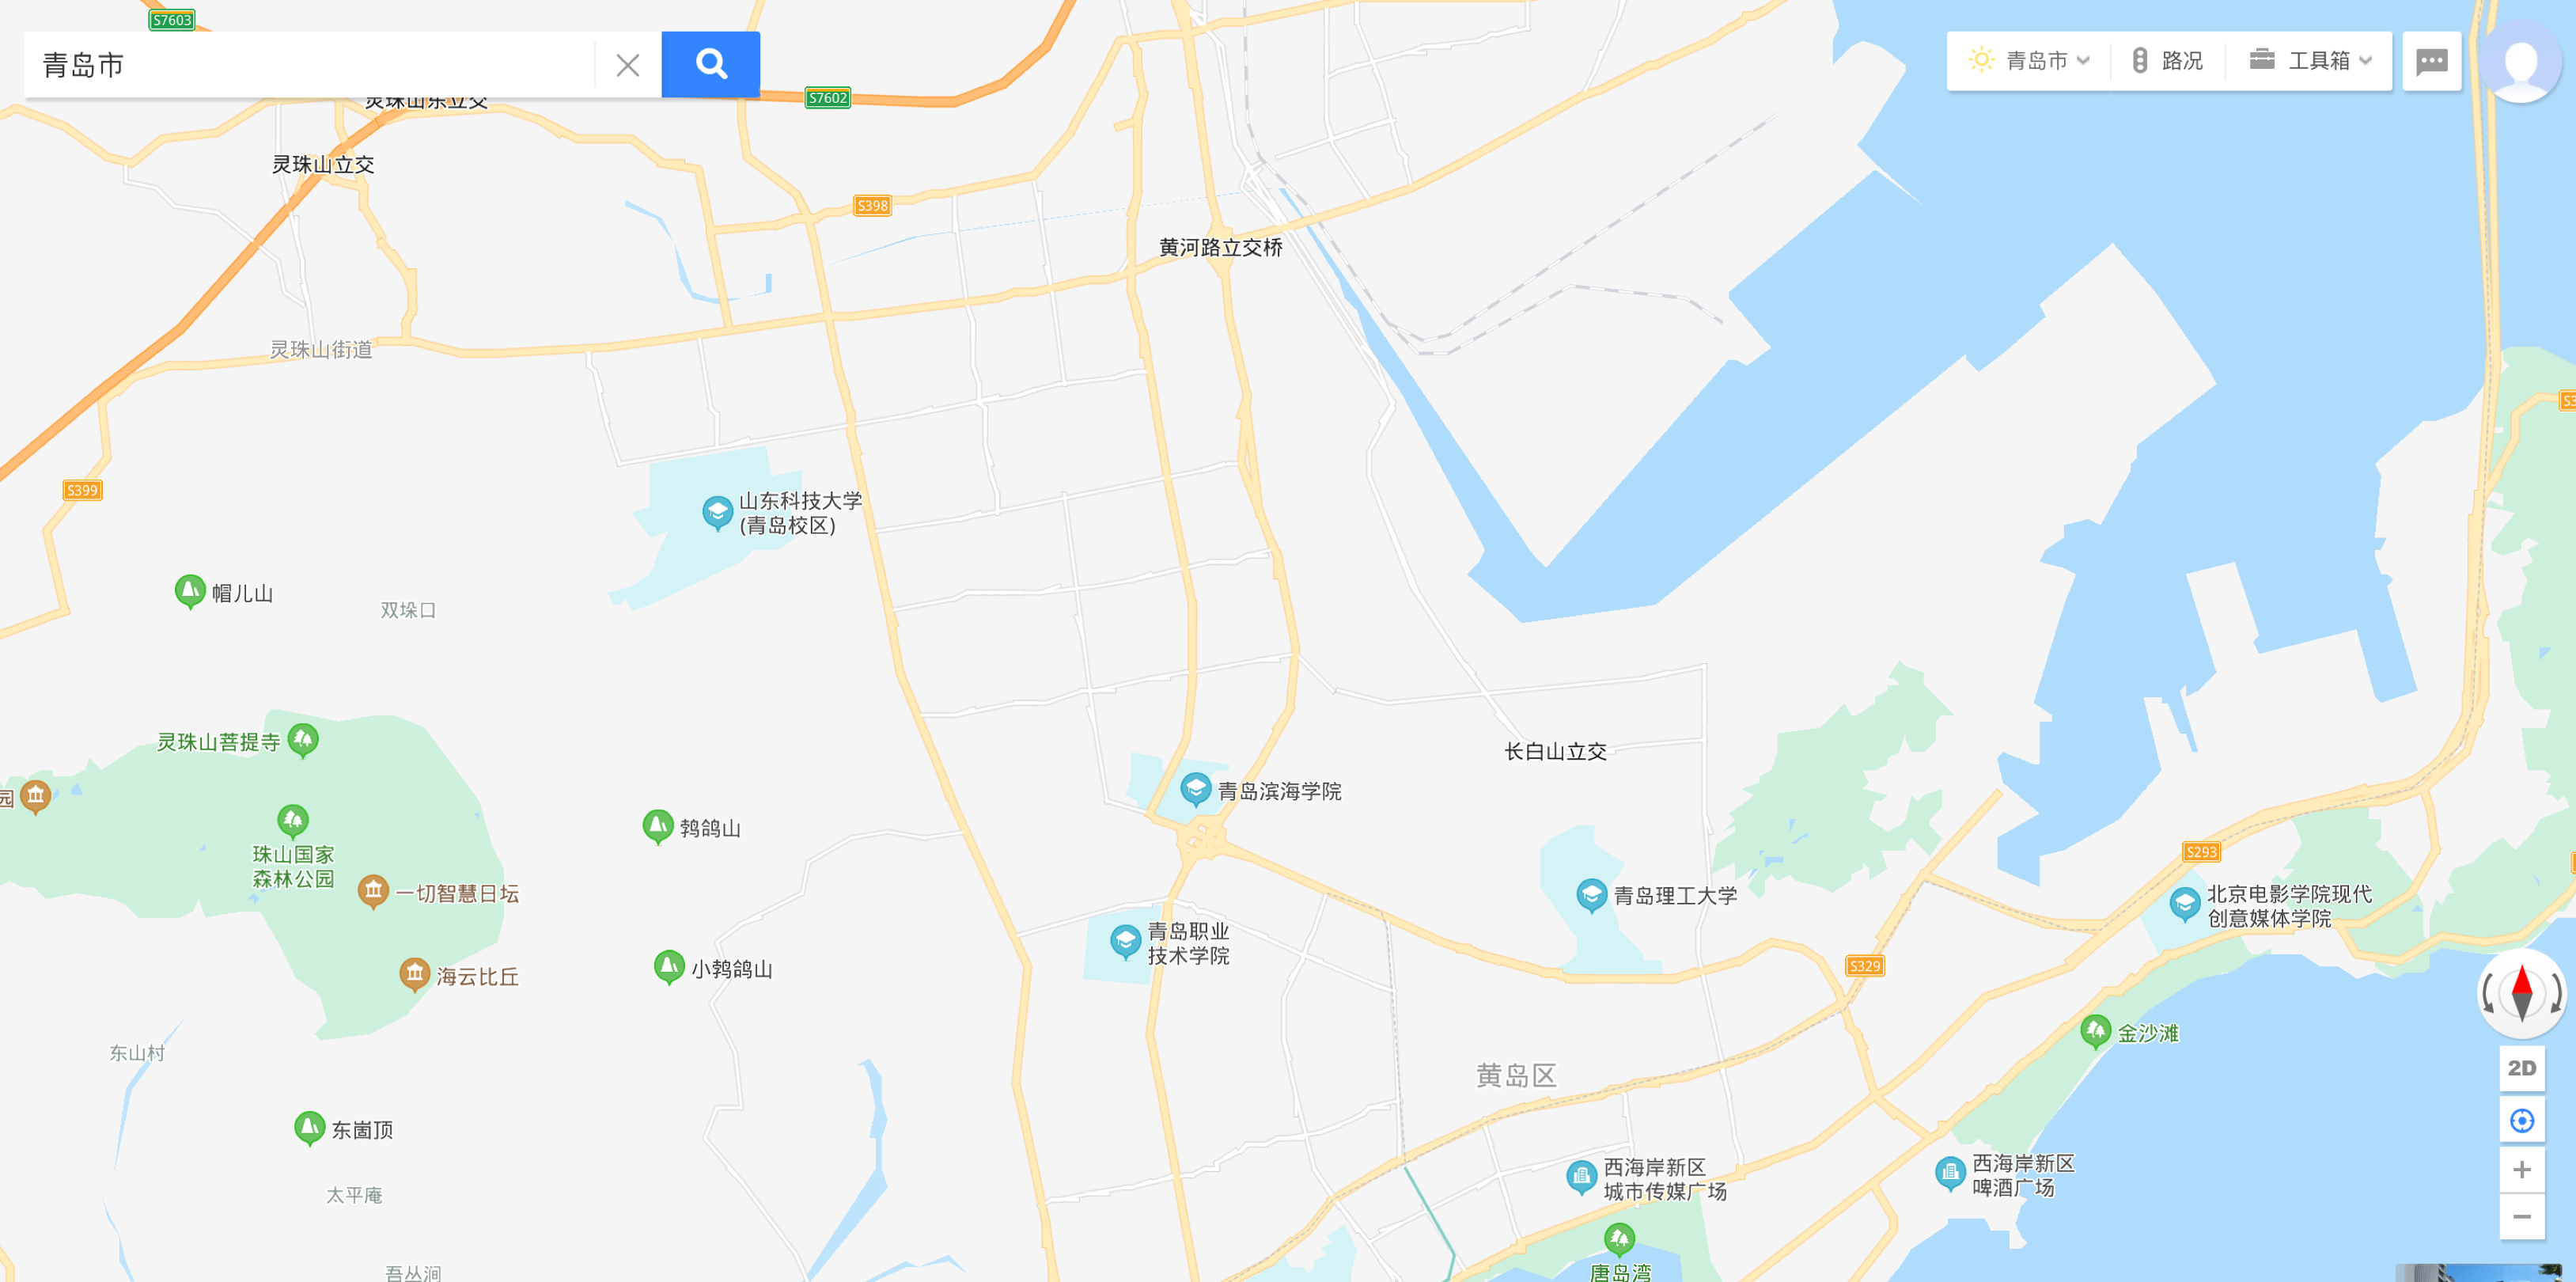 S7603
青岛市
青岛市
路况
工具箱
S7602
灵珠山东立交
灵珠山立交
S398
黄河路立交桥
灵珠山街道
S399
山东科技大学
(青岛校区)
帽儿山
双垛口
灵珠山菩提寺
园
珠山国家
森林公园
一切智慧日坛
海云比丘
鹁鸽山
小鹁鸽山
青岛滨海学院
长白山立交
青岛理工大学
青岛职业
技术学院
S293
北京电影学院现代
创意媒体学院
S329
金沙滩
2D
东山村
黄岛区
东崮顶
太平庵
吾丛涧
西海岸新区
城市传媒广场
西海岸新区
啤酒广场
唐岛湾